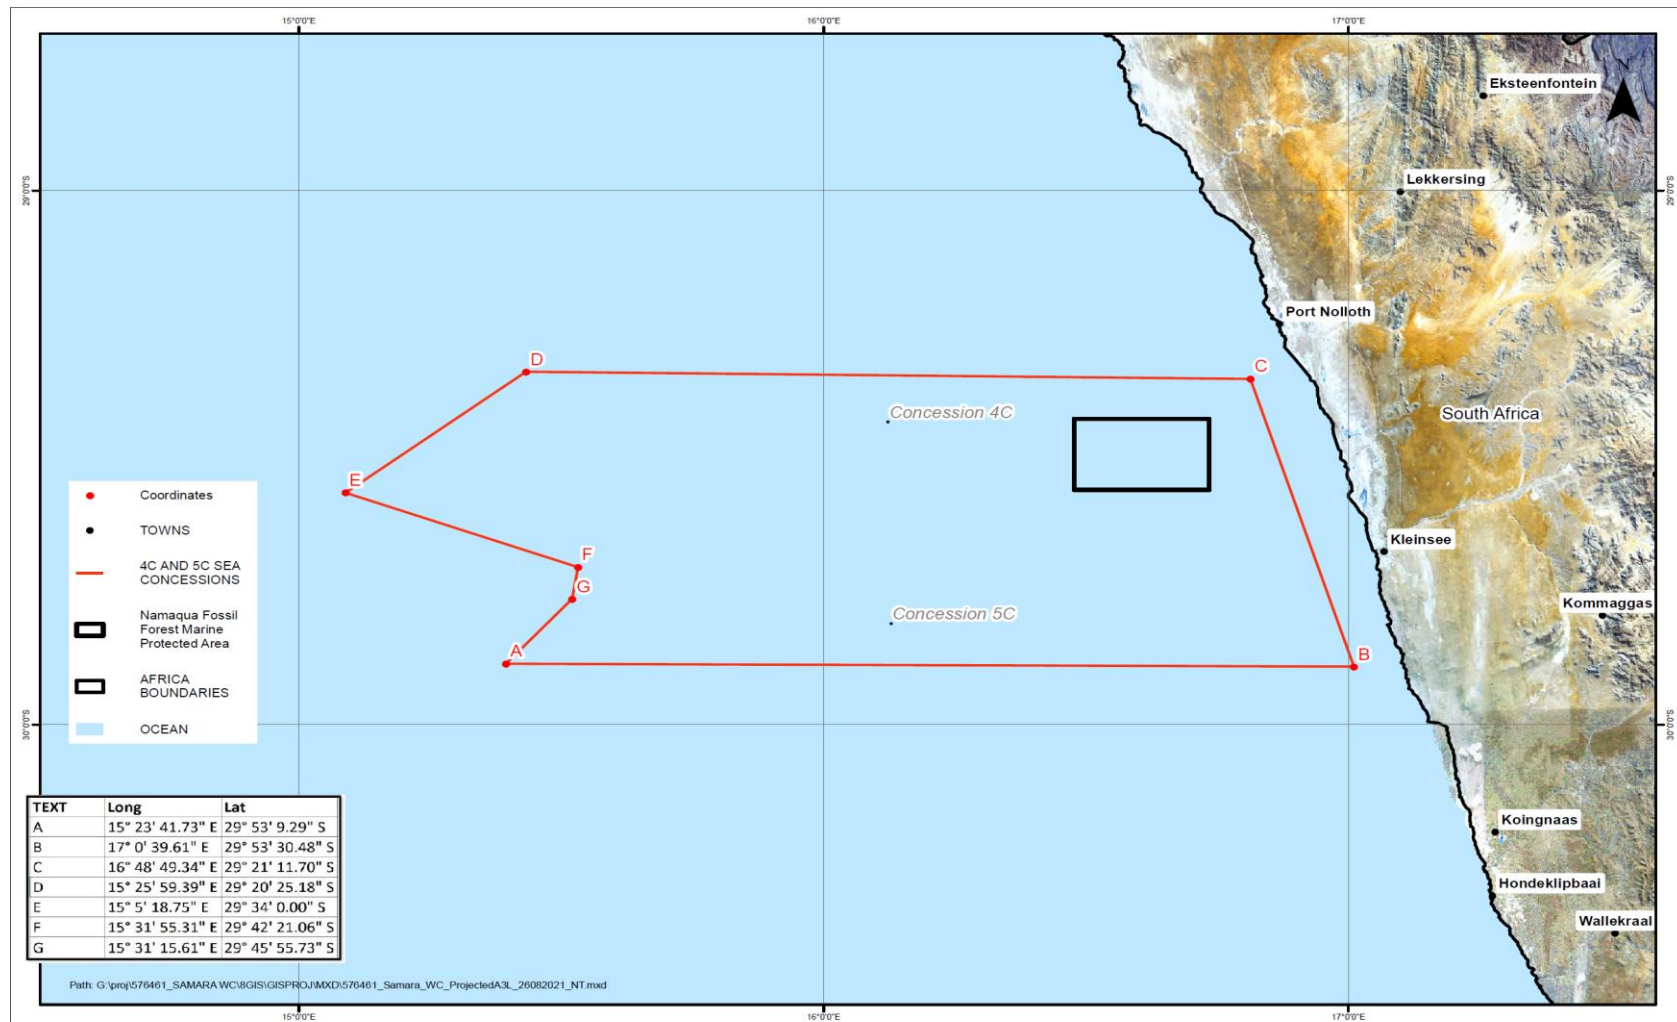 15°0'0"E 16°0'0"E 17°0'0"E
N
Eksteenfontein
29°0'0"S 29°0'0"S
Lekkersing
Port Nolloth
D
C
Concession 4C
South Africa
E
Coordinates
TOWNS
Kleinsee
F
4C AND 5C SEA
CONCESSIONS
G
Kommaggas
Namaqua Fossil
Forest Marine
Protected Area
Concession 5C
A
B
AFRICA
BOUNDARIES
30°0'0"S 30°0'0"S
OCEAN
TEXT Long Lat
A 15° 23' 41.73" E 29° 53' 9.29" S
B 17° 0' 39.61" E 29° 53' 30.48" S
C 16° 48' 49.34" E 29° 21' 11.70" S
D 15° 25' 59.39" E 29° 20' 25.18" S
E 15° 5' 18.75" E 29° 34' 0.00" S
F 15° 31' 55.31" E 29° 42' 21.06" S
G 15° 31' 15.61" E 29° 45' 55.73" S
Koingnaas
Hondeklipbaai
Wallekraal
Path: G:\proj\576461_SAMARA WC\8GIS\GISPROJ\MXD\576461_Samara_WC_ProjectedA3L_26082021_NT.mxd
15°0'0"E 16°0'0"E 17°0'0"E